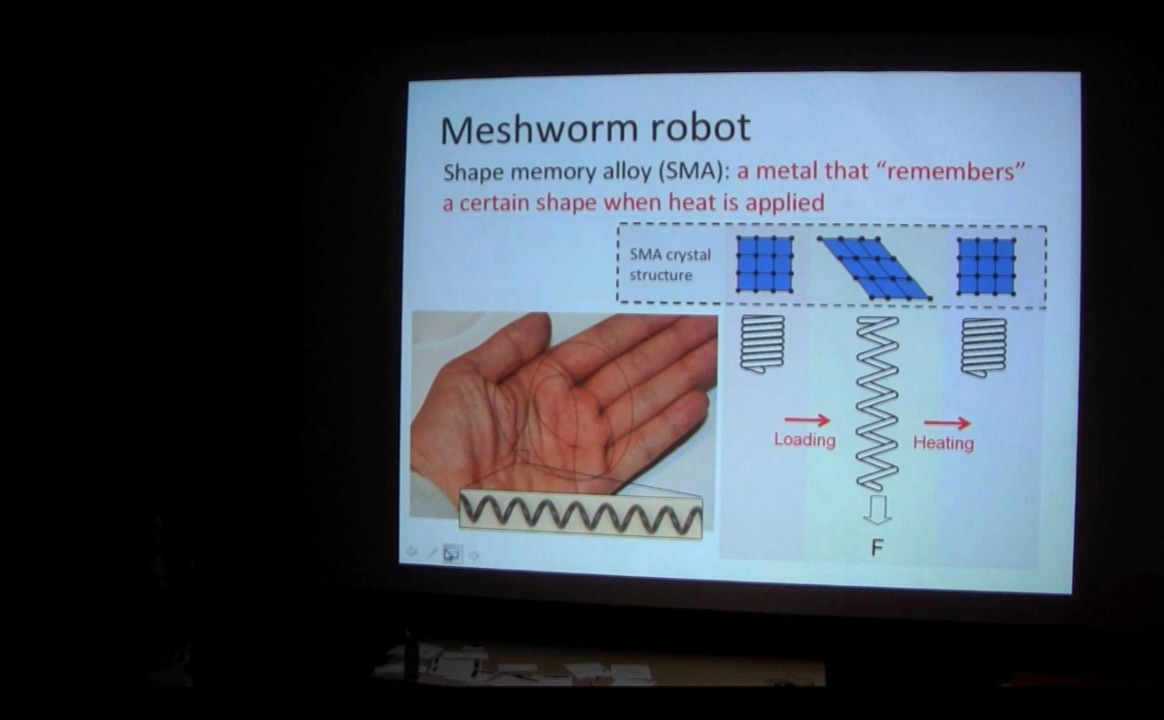 Meshworm robot
Shape memory alloy (SMA): a metal that “remembers”
a certain shape when heat is applied
SMA crystal
structure
Loading
Heating
F